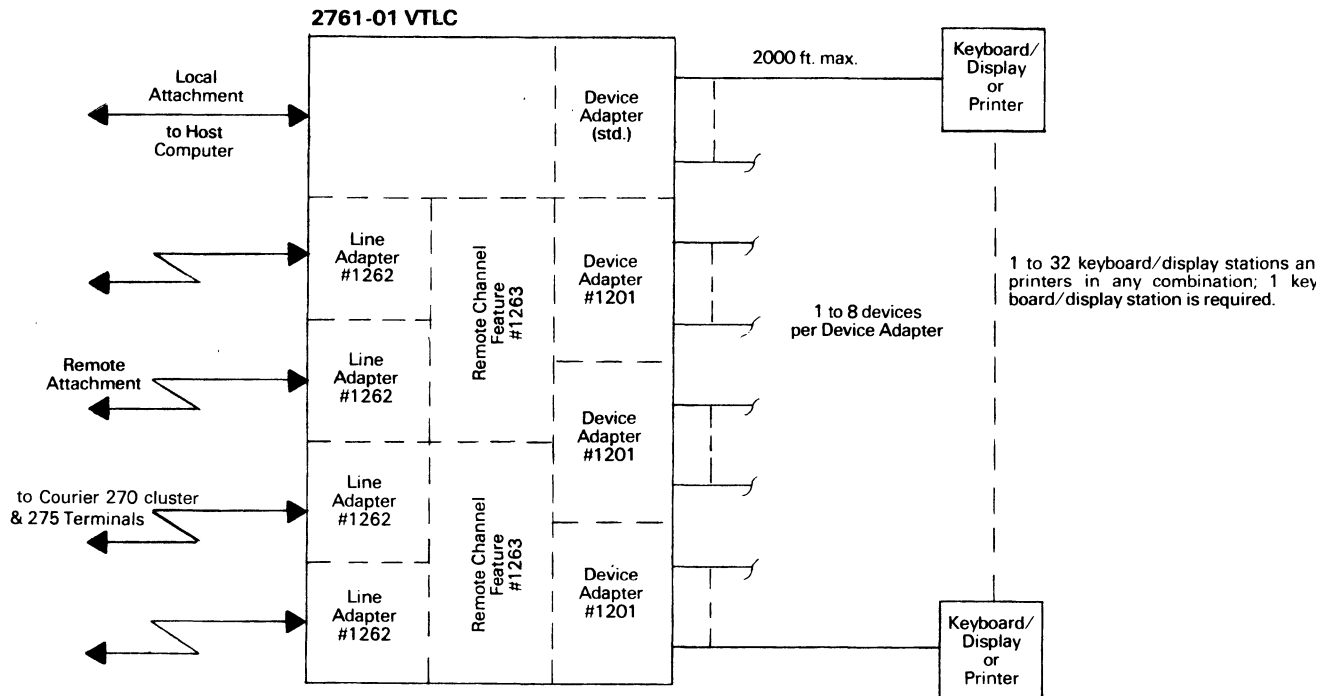 2761-01 VTLC
Local
Attachment
to Host
Computer
Device
Adapter
(std.)
2000 ft. max.
Keyboard/
Display
or
Printer
Line
Adapter
#1262
Remote Channel
Feature
#1263
Device
Adapter
#1201
1 to 8 devices
per Device Adapter
1 to 32 keyboard/display stations an
printers in any combination; 1 key
board/display station is required.
Remote
Attachment
Line
Adapter
#1262
Device
Adapter
#1201
to Courier 270 cluster
& 275 Terminals
Line
Adapter
#1262
Remote Channel
Feature
#1263
Line
Adapter
#1262
Device
Adapter
#1201
Keyboard/
Display
or
Printer